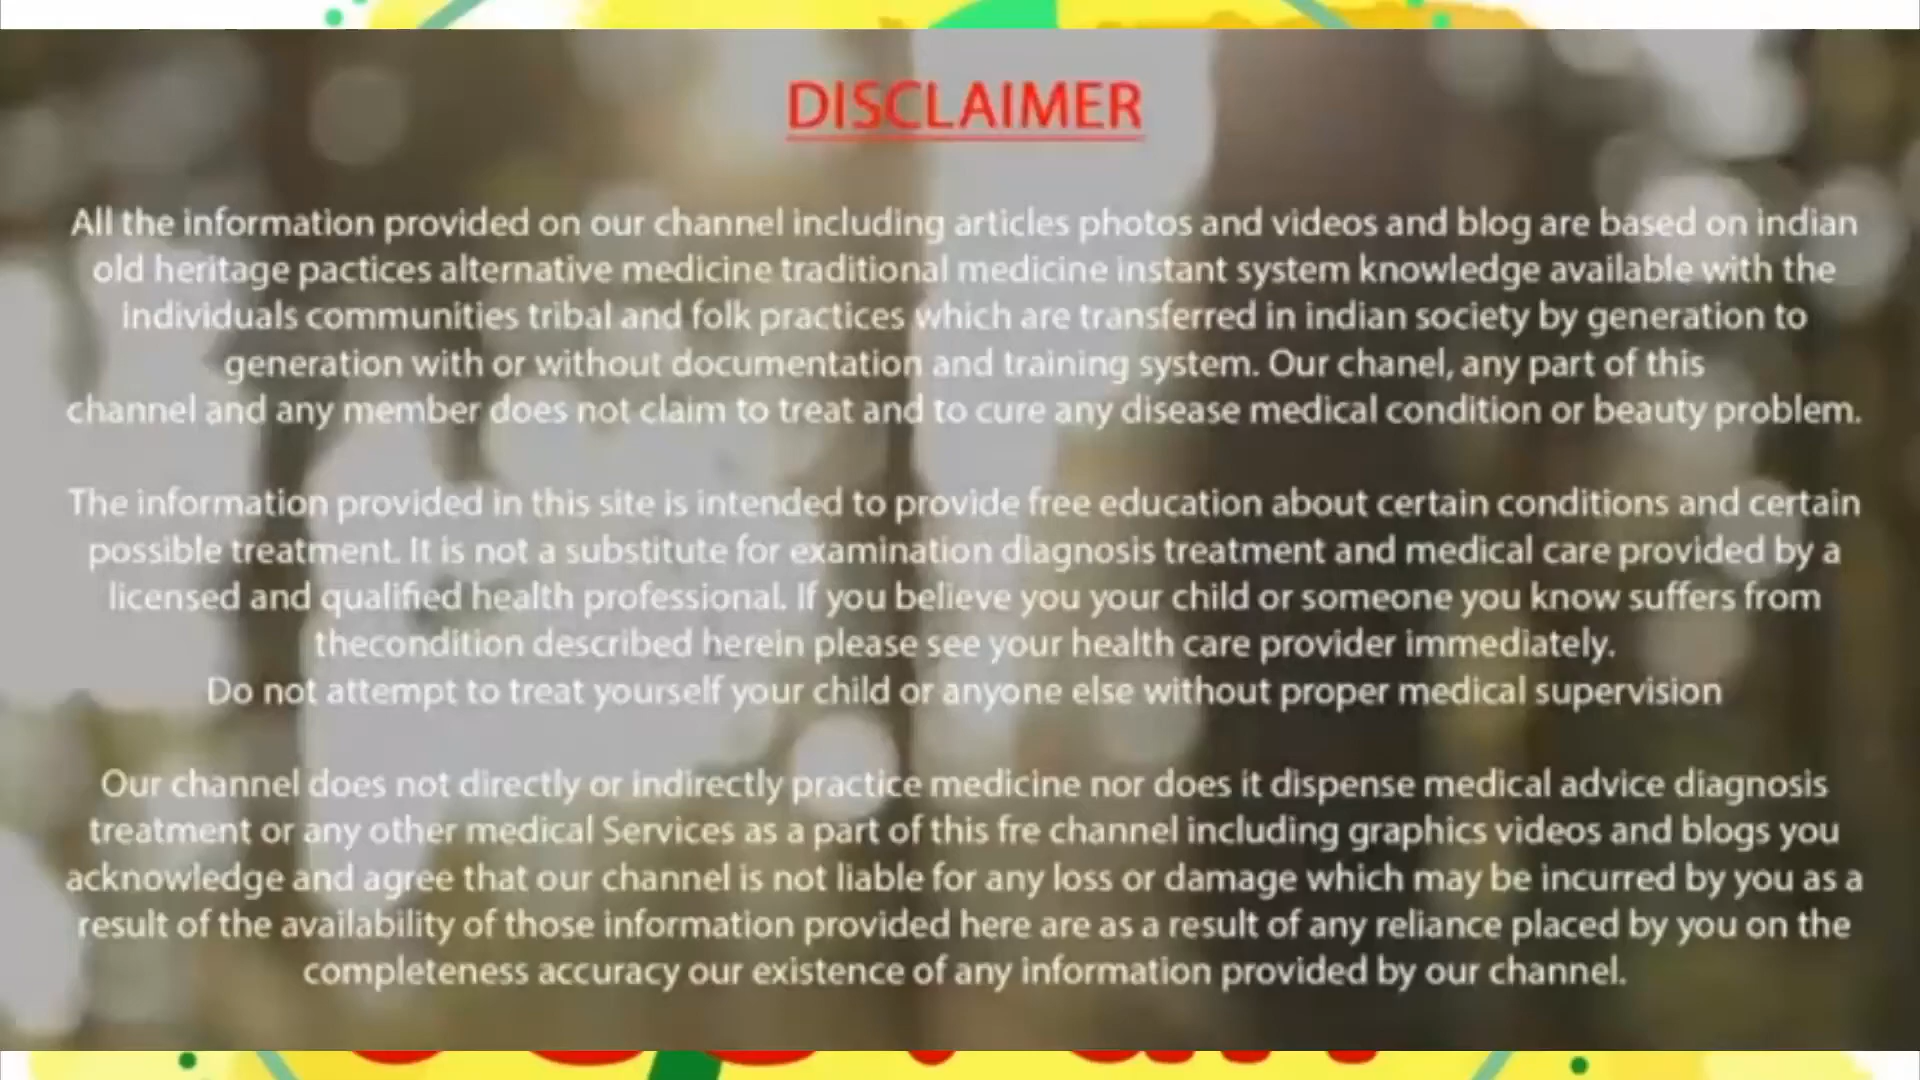 DISCLAIMER
All the information provided on our channel including articles photos and videos and blog are based on indian
old heritage pactices alternative medicine traditional medicine instant system knowledge available with the
individuals communities tribal and folk practices which are transferred in indian society by generation to
generation with or without documentation and training system. Our chanel, any part of this
channel and any member does not claim to treat and to cure any disease medical condition or beauty problem.
The information provided in this site is intended to provide free education about certain conditions and certain
possible treatment. It is not a substitute for examination diagnosis treatment and medical care provided by a
licensed and qualified health professional. If you believe you your child or someone you know suffers from
thecondition described herein please see your health care provider immediately.
Do not attempt to treat yourself your child or anyone else without proper medical supervision
Our channel does not directly or indirectly practice medicine nor does it dispense medical advice diagnosis
treatment or any other medical Services as a part of this fre channel including graphics videos and blogs you
acknowledge and agree that our channel is not liable for any loss or damage which may be incurred by you as a
result of the availability of those information provided here are as a result of any reliance placed by you on the
completeness accuracy our existence of any information provided by our channel.